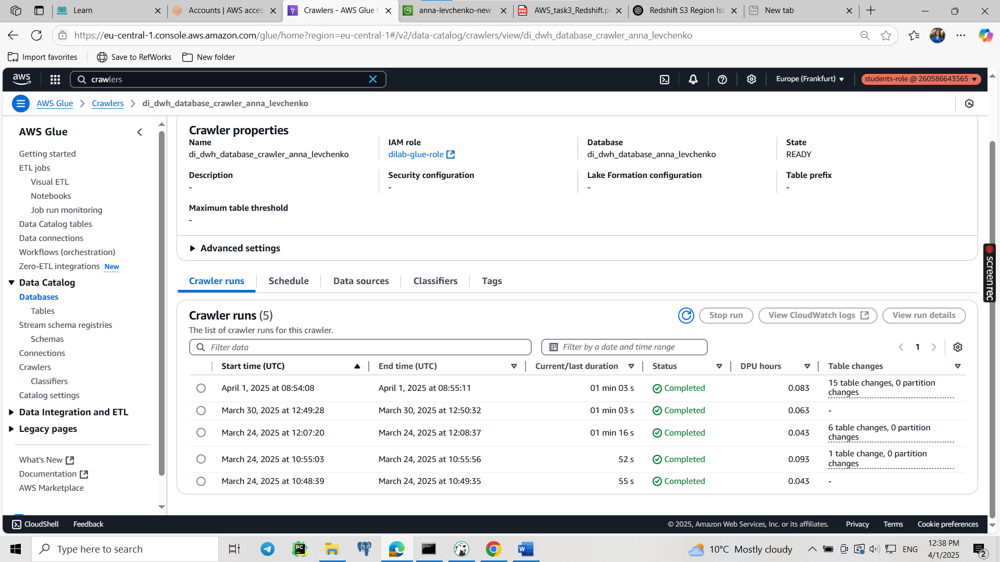 Learn
Accounts | AWS acces
Crawlers - AWS Glue C
anna-levchenko-new
AWS_task3_Redshift.p
Redshift S3 Region Iss
New tab
https://eu-central-1.console.aws.amazon.com/glue/home?region=eu-central-1#/v2/data-catalog/crawlers/view/di_dwh_database_crawler_anna_levchenko
Import favorites
Save to RefWorks
New folder
aws
crawlers
Europe (Frankfurt)
students-role @ 260586643565
AWS Glue
Crawlers
di_dwh_database_crawler_anna_levchenko
AWS Glue
Getting started
ETL jobs
Visual ETL
Notebooks
Job run monitoring
Data Catalog tables
Data connections
Workflows (orchestration)
Zero-ETL integrations New
Data Catalog
Databases
Tables
Stream schema registries
Schemas
Connections
Crawlers
Classifiers
Catalog settings
Data Integration and ETL
Legacy pages
What's New
Documentation
AWS Marketplace
Crawler properties
Name
di_dwh_database_crawler_anna_levchenko
IAM role
dilab-glue-role
Database
di_dwh_database_anna_levchenko
State
READY
Description
-
Security configuration
-
Lake Formation configuration
-
Table prefix
-
Maximum table threshold
-
Advanced settings
Crawler runs
Schedule
Data sources
Classifiers
Tags
Crawler runs (5)
The list of crawler runs for this crawler.
Stop run
View CloudWatch logs
View run details
Filter data
Filter by a date and time range
1
Start time (UTC) End time (UTC) Current/last duration Status DPU hours Table changes
April 1, 2025 at 08:54:08 April 1, 2025 at 08:55:11 01 min 03 s Completed 0.083 15 table changes, 0 partition
changes
March 30, 2025 at 12:49:28 March 30, 2025 at 12:50:32 01 min 03 s Completed 0.063 -
March 24, 2025 at 12:07:20 March 24, 2025 at 12:08:37 01 min 16 s Completed 0.043 6 table changes, 0 partition
changes
March 24, 2025 at 10:55:03 March 24, 2025 at 10:55:56 52 s Completed 0.093 1 table change, 0 partition
changes
March 24, 2025 at 10:48:39 March 24, 2025 at 10:49:35 55 s Completed 0.043 -
screenrec
CloudShell
Feedback
© 2025, Amazon Web Services, Inc. or its affiliates.
Privacy
Terms
Cookie preferences
Type here to search
PC
10°C Mostly cloudy
ENG
12:38 PM
4/1/2025
2